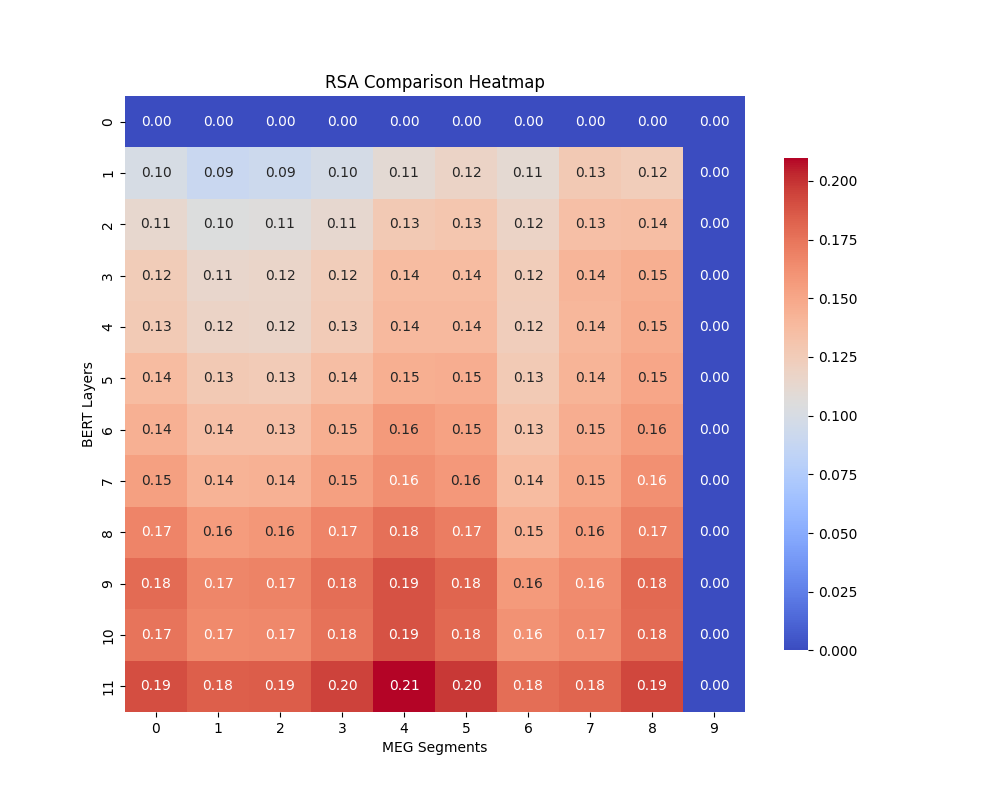 RSA Comparison Heatmap
0 0.00 0.00 0.00 0.00 0.00 0.00 0.00 0.00 0.00 0.00
1 0.10 0.09 0.09 0.10 0.11 0.12 0.11 0.13 0.12 0.00
2 0.11 0.10 0.11 0.11 0.13 0.13 0.12 0.13 0.14 0.00
3 0.12 0.11 0.12 0.12 0.14 0.14 0.12 0.14 0.15 0.00
4 0.13 0.12 0.12 0.13 0.14 0.14 0.12 0.14 0.15 0.00
5 0.14 0.13 0.13 0.14 0.15 0.15 0.13 0.14 0.15 0.00
6 0.14 0.14 0.13 0.15 0.16 0.15 0.13 0.15 0.16 0.00
7 0.15 0.14 0.14 0.15 0.16 0.16 0.14 0.15 0.16 0.00
8 0.17 0.16 0.16 0.17 0.18 0.17 0.15 0.16 0.17 0.00
9 0.18 0.17 0.17 0.18 0.19 0.18 0.16 0.16 0.18 0.00
10 0.17 0.17 0.17 0.18 0.19 0.18 0.16 0.17 0.18 0.00
11 0.19 0.18 0.19 0.20 0.21 0.20 0.18 0.18 0.19 0.00
0 1 2 3 4 5 6 7 8 9
MEG Segments
BERT Layers
0.200
0.175
0.150
0.125
0.100
0.075
0.050
0.025
0.000